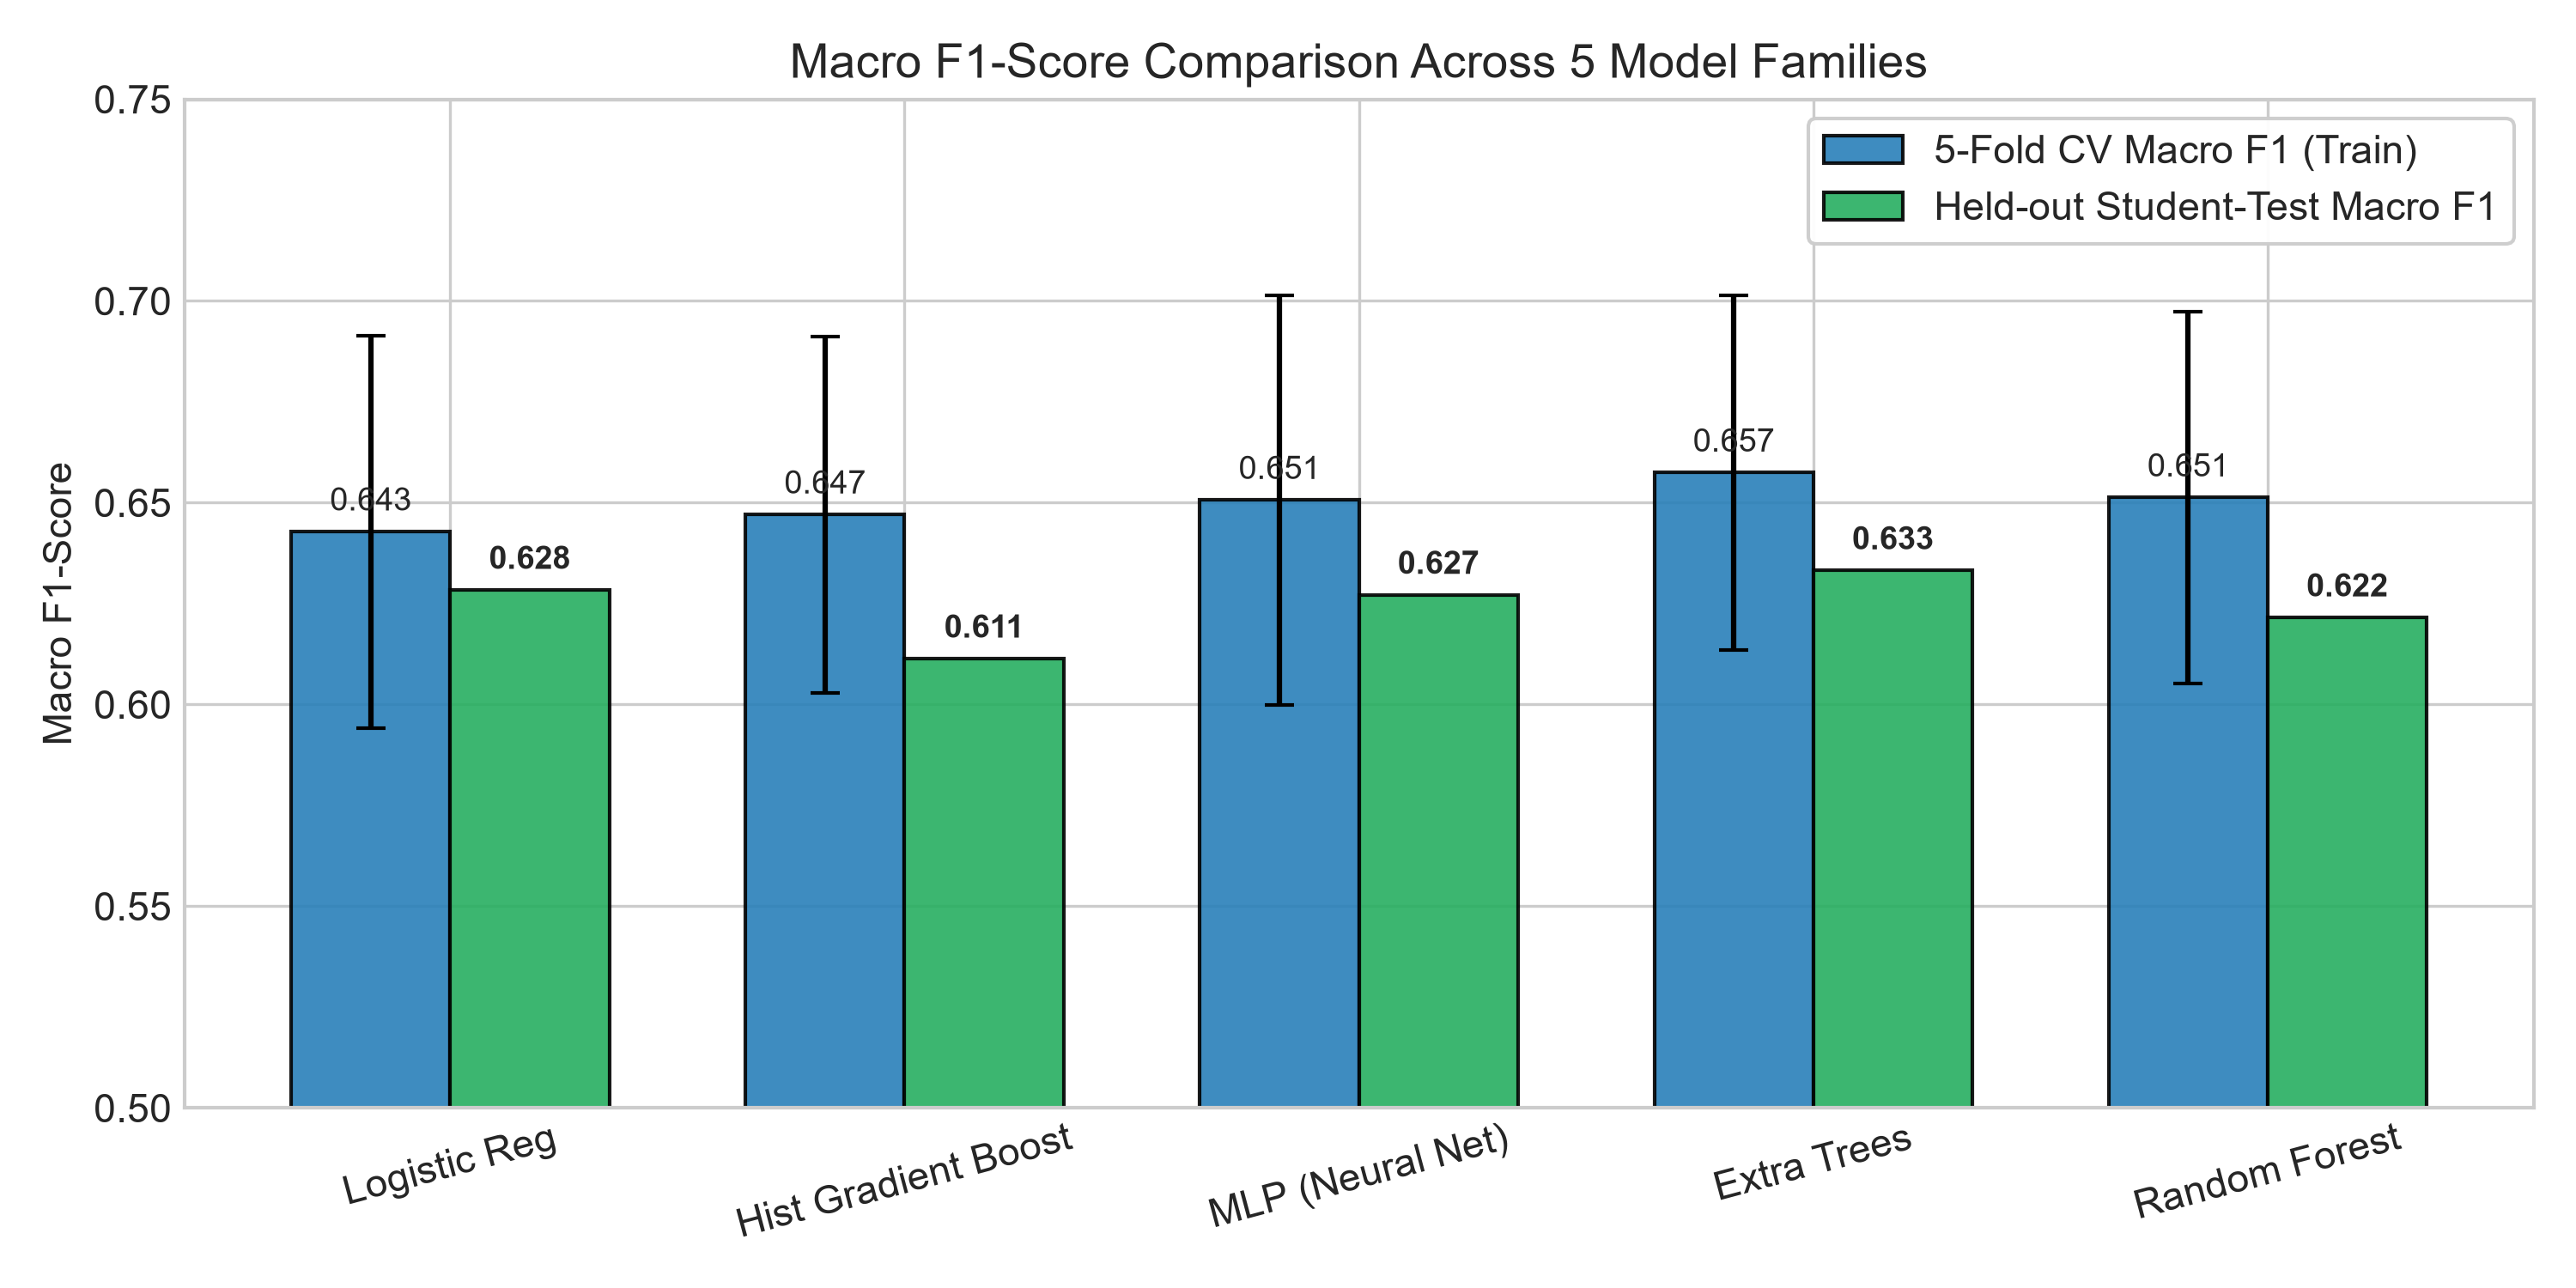 Macro F1-Score Comparison Across 5 Model Families
5-Fold CV Macro F1 (Train)
Held-out Student-Test Macro F1
Macro F1-Score
0.75
0.70
0.65
0.60
0.55
0.50
0.643
0.628
0.647
0.611
0.651
0.627
0.657
0.633
0.651
0.622
Logistic Reg
Hist Gradient Boost
MLP (Neural Net)
Extra Trees
Random Forest